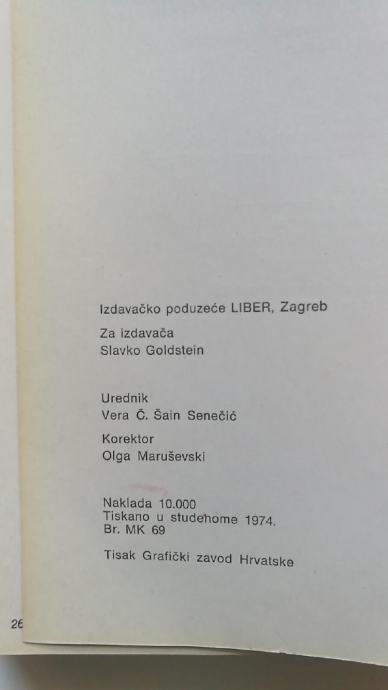 Izdavačko poduzeće LIBER, Zagreb
Za izdavača
Slavko Goldstein
Urednik
Vera Č. Šain Senečić
Korektor
Olga Maruševski
Naklada 10.000
Tiskano u studehome 1974.
Br. MK 69
Tisak Grafički zavod Hrvatske
26